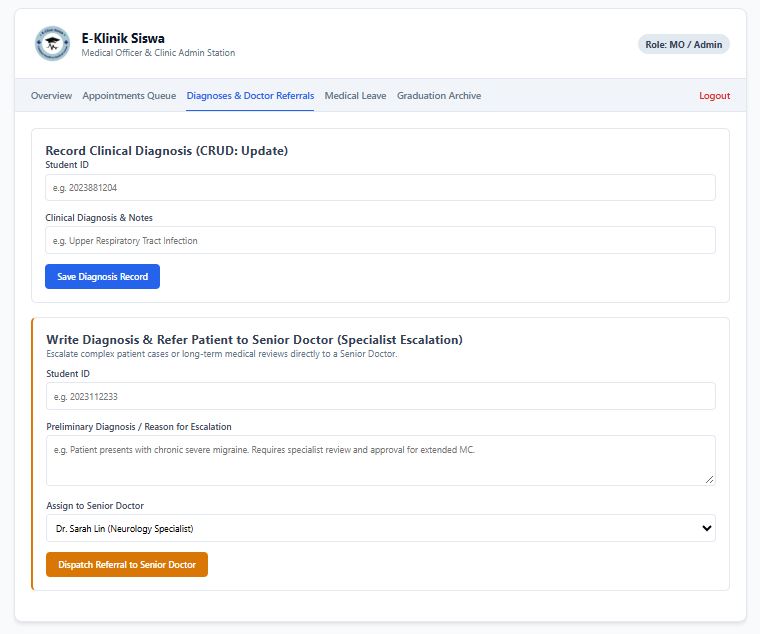 E-Klinik Siswa
Medical Officer & Clinic Admin Station
Role: MO / Admin
Overview Appointments Queue Diagnoses & Doctor Referrals Medical Leave Graduation Archive Logout
Record Clinical Diagnosis (CRUD: Update)
Student ID
e.g. 2023881204
Clinical Diagnosis & Notes
e.g. Upper Respiratory Tract Infection
Save Diagnosis Record
Write Diagnosis & Refer Patient to Senior Doctor (Specialist Escalation)
Escalate complex patient cases or long-term medical reviews directly to a Senior Doctor.
Student ID
e.g. 2023112233
Preliminary Diagnosis / Reason for Escalation
e.g. Patient presents with chronic severe migraine. Requires specialist review and approval for extended MC.
Assign to Senior Doctor
Dr. Sarah Lin (Neurology Specialist)
Dispatch Referral to Senior Doctor